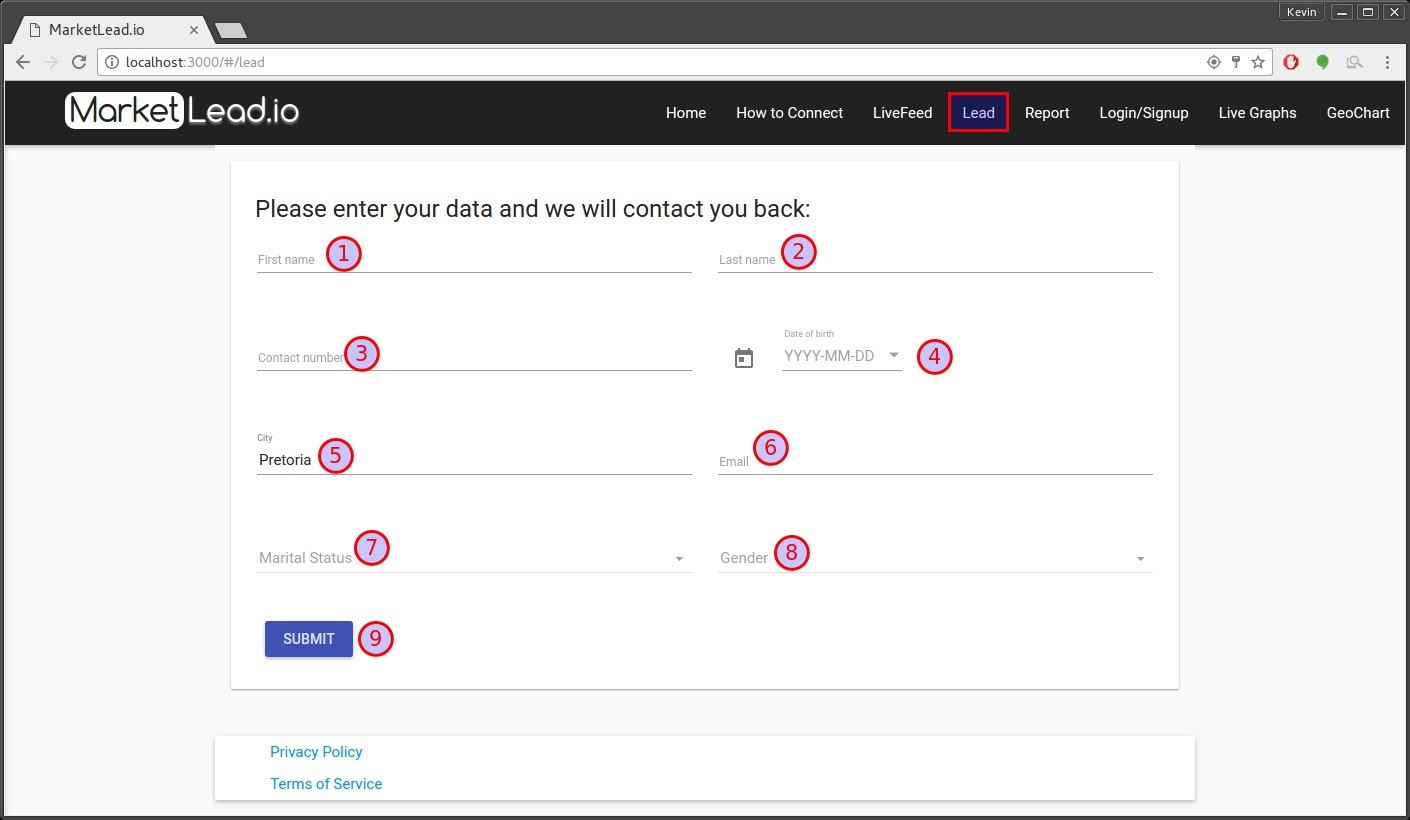 Kevin
MarketLead.io
localhost:3000/#/lead
MarketLead.io
Home How to Connect LiveFeed Lead Report Login/Signup Live Graphs GeoChart
Please enter your data and we will contact you back:
First name 1 Last name 2
Date of birth
Contact number 3 YYYY-MM-DD 4
City
Pretoria 5 Email 6
Marital Status 7 Gender 8
SUBMIT 9
Privacy Policy
Terms of Service